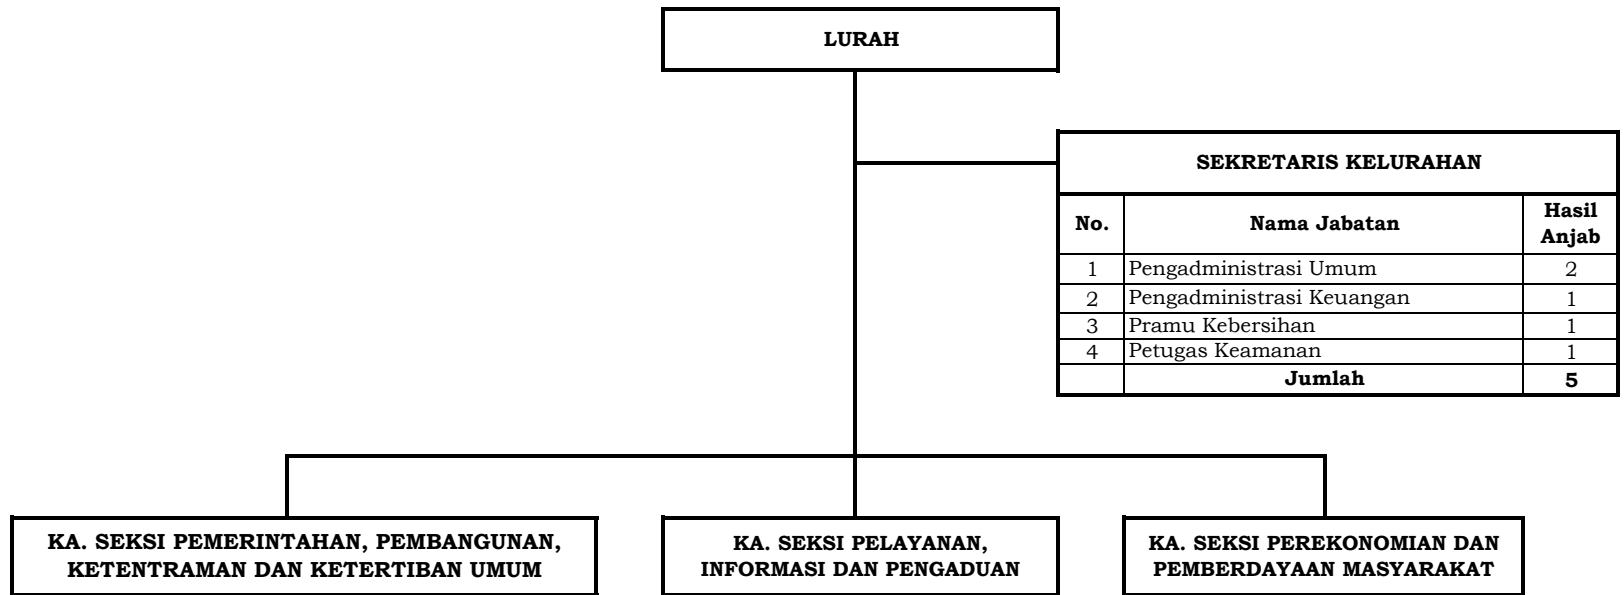 LURAH
SEKRETARIS KELURAHAN
No. Nama Jabatan Hasil Anjab
1 Pengadministrasi Umum 2
2 Pengadministrasi Keuangan 1
3 Pramu Kebersihan 1
4 Petugas Keamanan 1
Jumlah 5
KA. SEKSI PEMERINTAHAN, PEMBANGUNAN,
KETENTRAMAN DAN KETERTIBAN UMUM
KA. SEKSI PELAYANAN,
INFORMASI DAN PENGADUAN
KA. SEKSI PEREKONOMIAN DAN
PEMBERDAYAAN MASYARAKAT